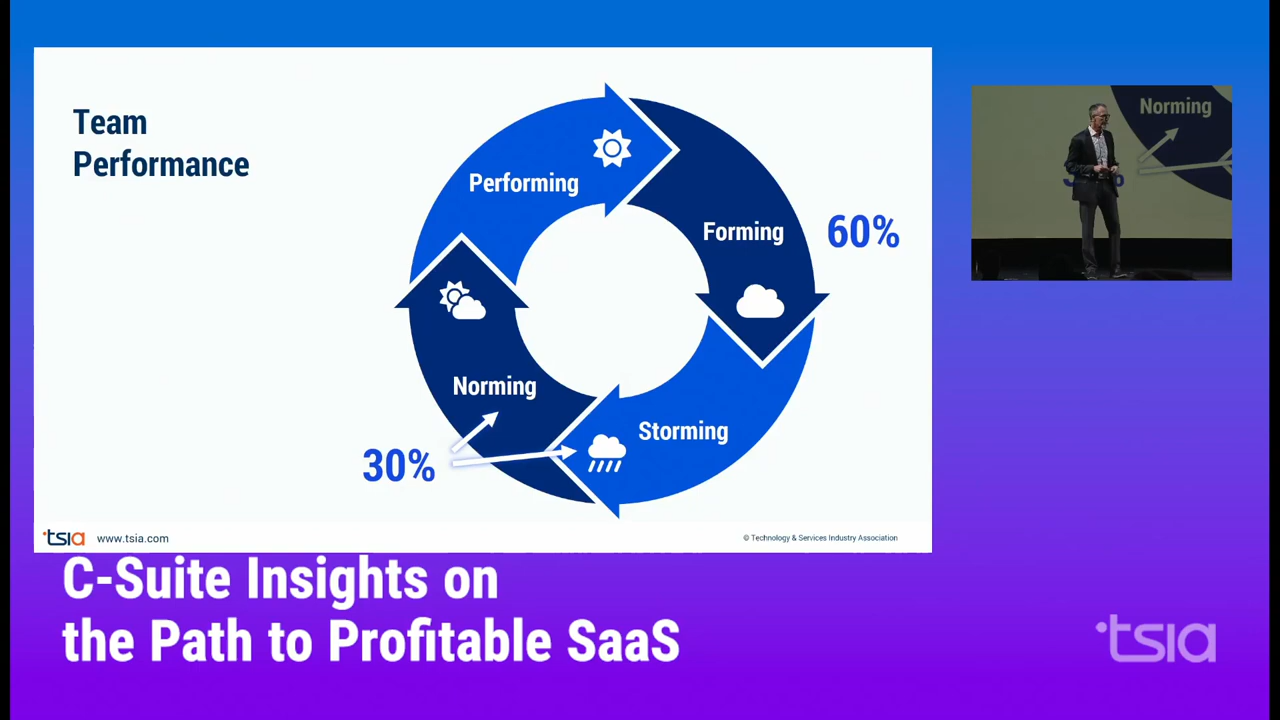 Team
Performance
Performing
Forming
60%
Norming
Storming
30%
tsia www.tsia.com
© Technology & Services Industry Association
Norming
C-Suite Insights on
the Path to Profitable SaaS
tsia